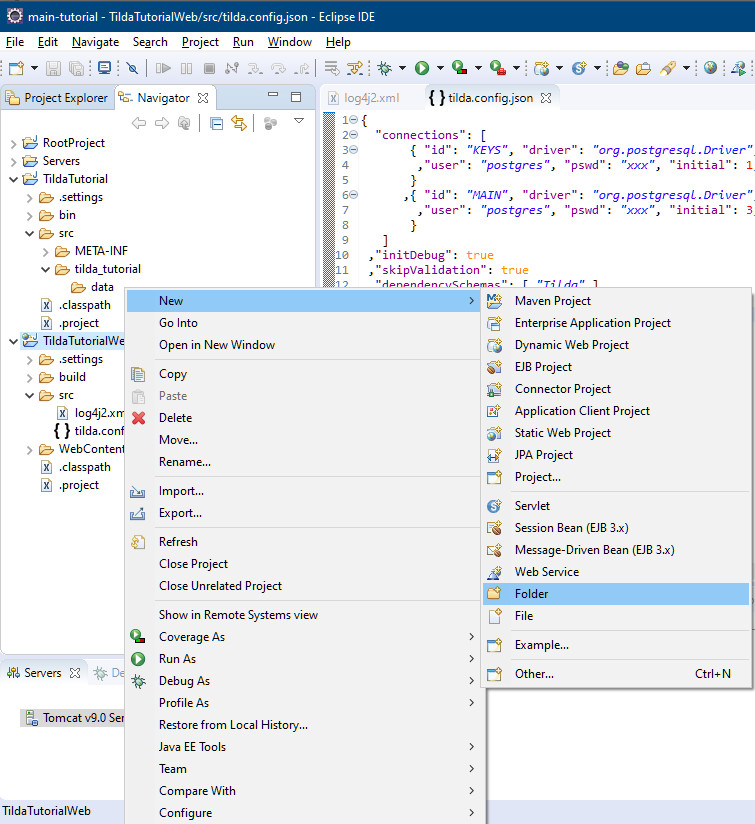 main-tutorial - TildaTutorialWeb/src/tilda.config.json - Eclipse IDE
File Edit Navigate Search Project Run Window Help
Project Explorer Navigator
log4j2.xml tilda.config.json
RootProject
Servers
TildaTutorial
.settings
bin
src
META-INF
tilda_tutorial
data
.classpath
.project
TildaTutorialWe
.settings
build
src
log4j2.xm
tilda.conf
WebContent
.classpath
.project
1 {
2 "connections": [
3 { "id": "KEYS", "driver": "org.postgresql.Driver"
4 ,"user": "postgres", "pswd": "xxx", "initial": 1
5 }
6 ,{ "id": "MAIN", "driver": "org.postgresql.Driver"
7 ,"user": "postgres", "pswd": "xxx", "initial": 3
8 }
9 ]
10 ,"initDebug": true
11 ,"skipValidation": true
12 "dependencySchemas": [ "Tilda" ]
New
Go Into
Open in New Window
Copy
Paste
Delete
Move...
Rename...
Import...
Export...
Refresh
Close Project
Close Unrelated Project
Show in Remote Systems view
Coverage As
Run As
Debug As
Profile As
Restore from Local History...
Java EE Tools
Team
Compare With
Configure
Maven Project
Enterprise Application Project
Dynamic Web Project
EJB Project
Connector Project
Application Client Project
Static Web Project
JPA Project
Project...
Servlet
Session Bean (EJB 3.x)
Message-Driven Bean (EJB 3.x)
Web Service
Folder
File
Example...
Other... Ctrl+N
Servers De
Tomcat v9.0 Ser
TildaTutorialWeb